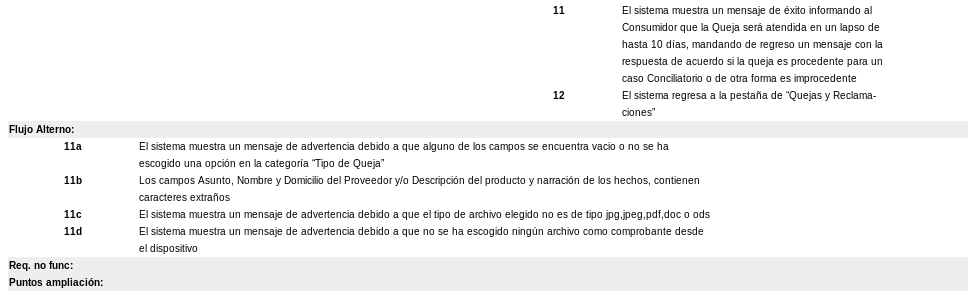 11 El sistema muestra un mensaje de éxito informando al
Consumidor que la Queja será atendida en un lapso de
hasta 10 días, mandando de regreso un mensaje con la
respuesta de acuerdo si la queja es procedente para un
caso Conciliatorio o de otra forma es improcedente
12 El sistema regresa a la pestaña de “Quejas y Reclama-
ciones”
Flujo Alterno:
11a El sistema muestra un mensaje de advertencia debido a que alguno de los campos se encuentra vacio o no se ha
escogido una opción en la categoría “Tipo de Queja”
11b Los campos Asunto, Nombre y Domicilio del Proveedor y/o Descripción del producto y narración de los hechos, contienen
caracteres extraños
11c El sistema muestra un mensaje de advertencia debido a que el tipo de archivo elegido no es de tipo jpg,jpeg,pdf,doc o ods
11d El sistema muestra un mensaje de advertencia debido a que no se ha escogido ningún archivo como comprobante desde
el dispositivo
Req. no func:
Puntos ampliación: